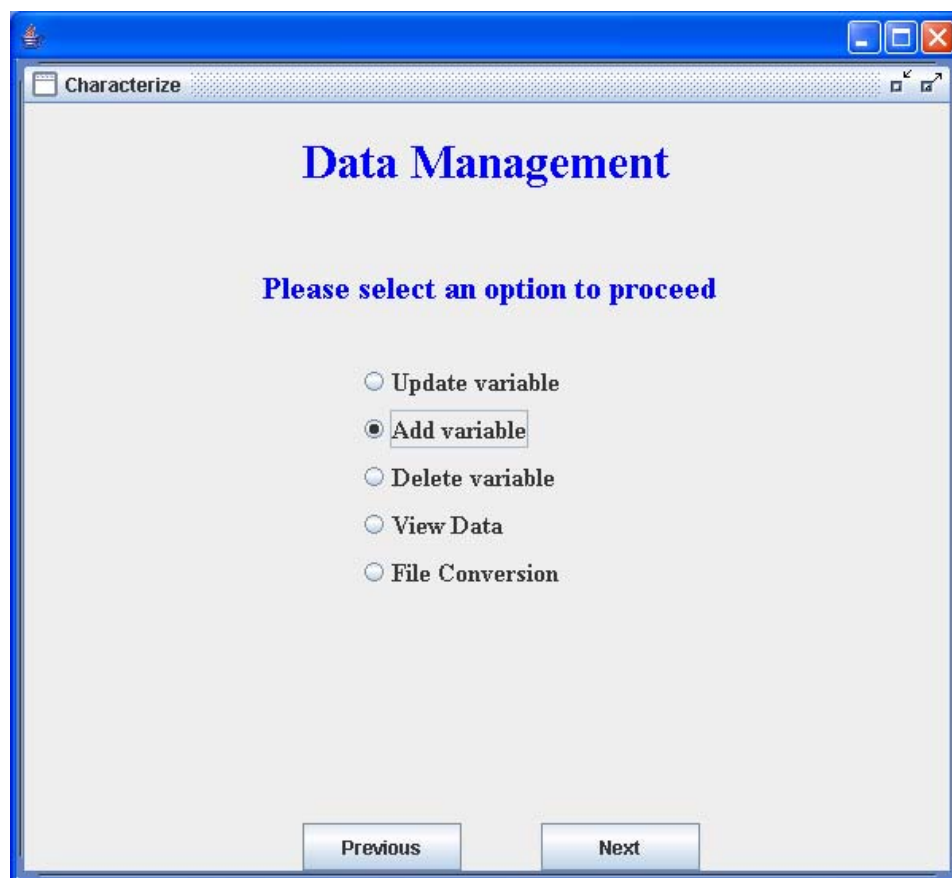 Characterize
Data Management
Please select an option to proceed
Update variable
Add variable
Delete variable
View Data
File Conversion
Previous Next